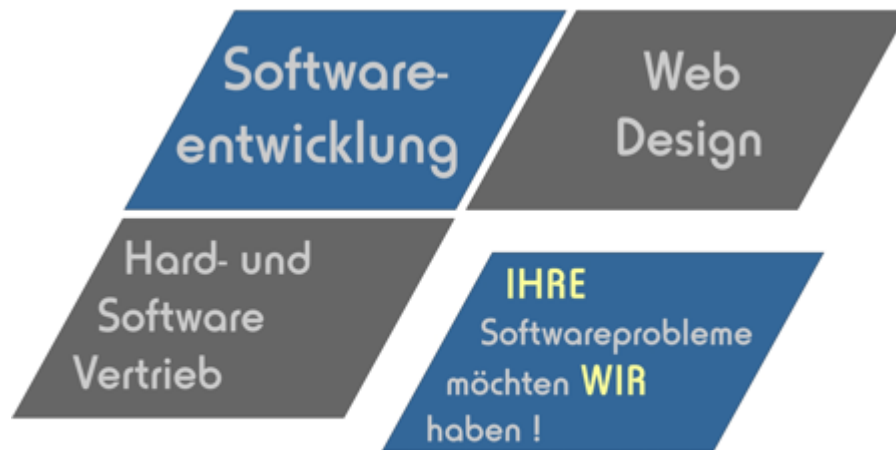 Software-
entwicklung
Web
Design
Hard- und
Software
Vertrieb
IHRE
Softwareprobleme
möchten WIR
haben !